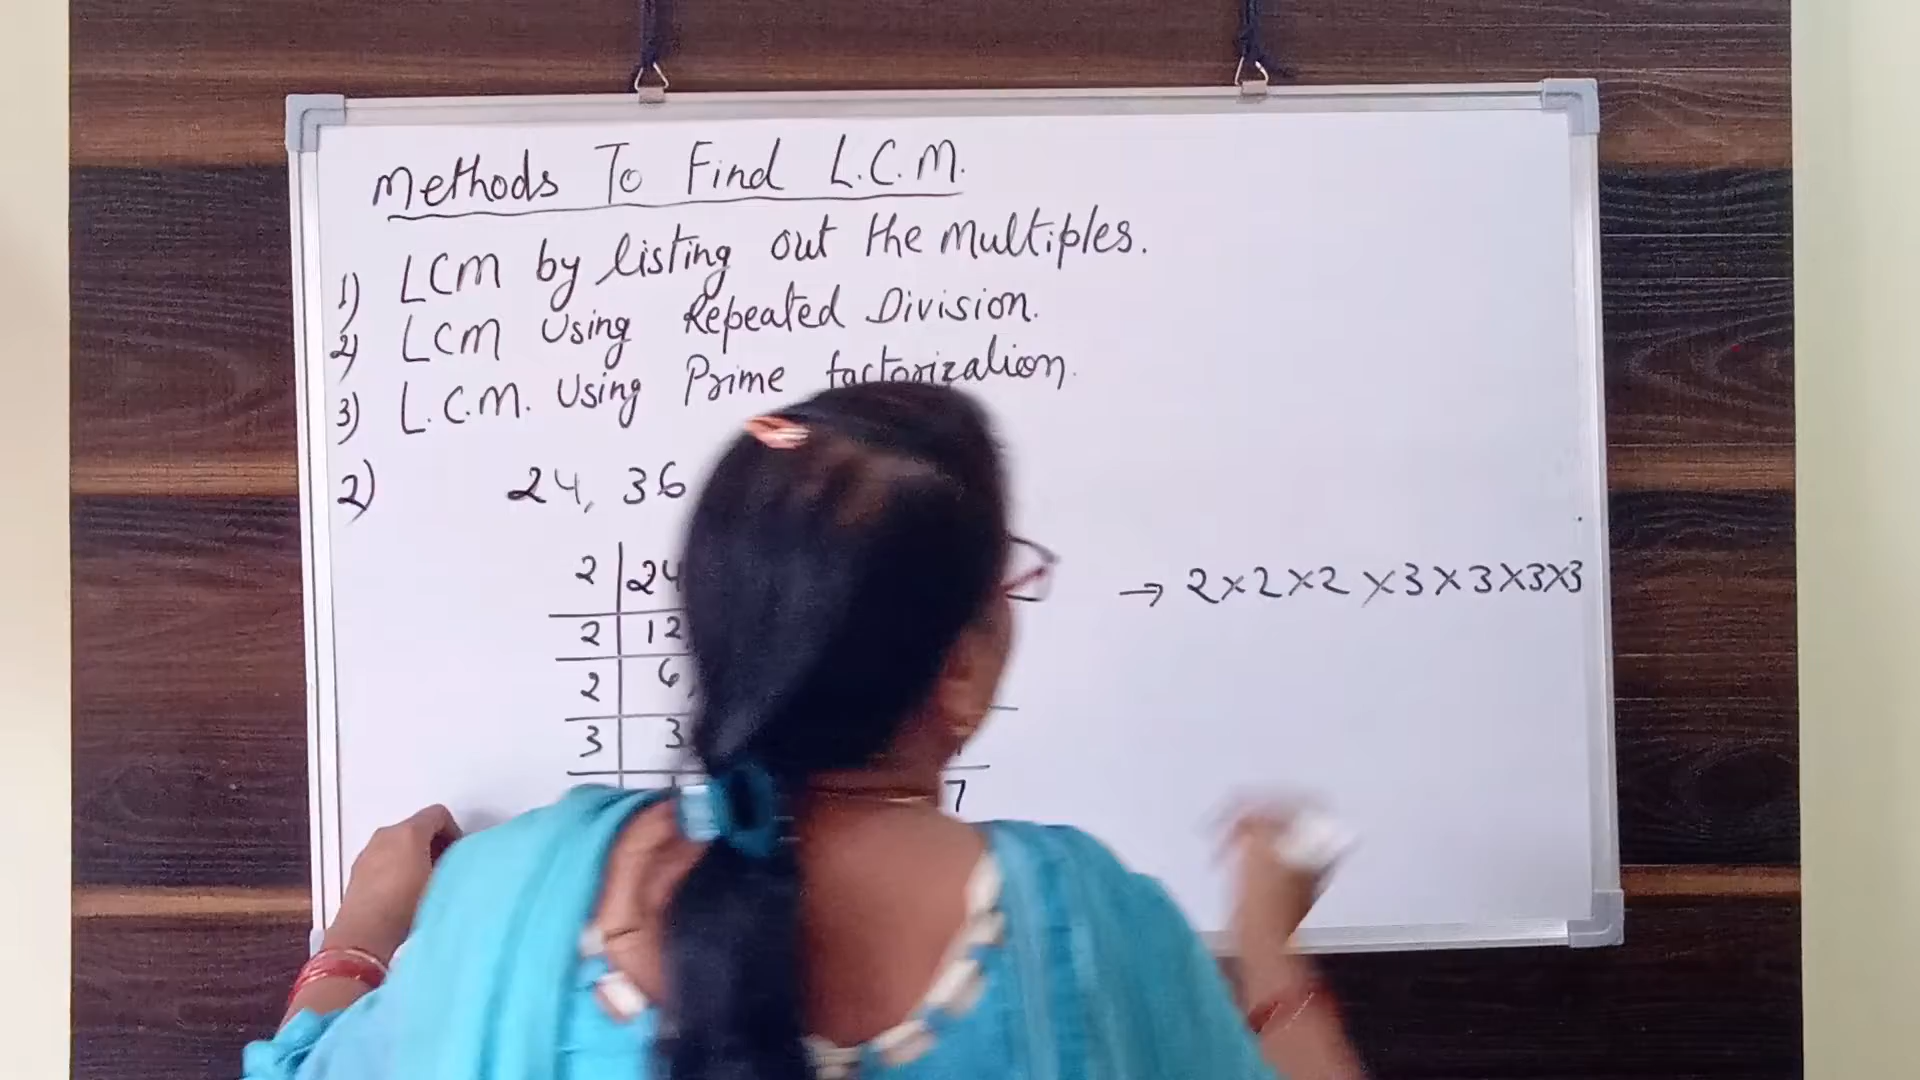 Methods To Find L.C.M.
1) LCM by listing out the multiples.
2) LCM Using Repeated Division.
3) L.C.M. Using Prime factorization.
2) 24, 36
2 24
2 12
2 6,
3 3
7
→ 2×2×2×3×3×3×3